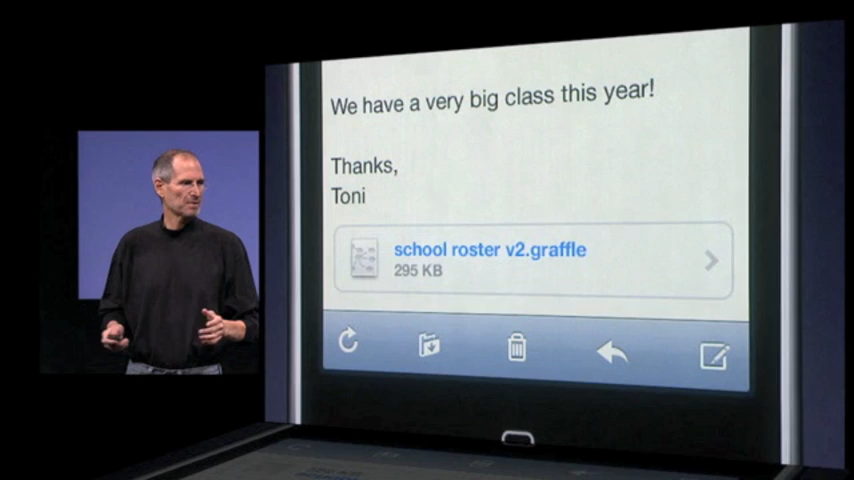 We have a very big class this year!
Thanks,
Toni
school roster v2.graffle
295 KB